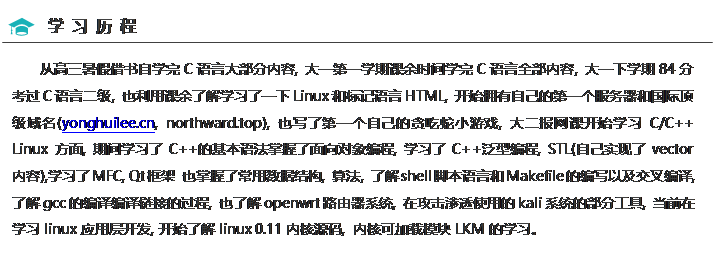 学习历程
从高三暑假借书自学完 C 语言大部分内容, 大一第一学期课余时间学完 C 语言全部内容, 大一下学期 84 分
考过 C 语言二级, 也利用课余了解学习了一下 Linux 和标记语言 HTML, 开始拥有自己的第一个服务器和国际顶
级域名(yonghuilee.cn, northward.top), 也写了第一个自己的贪吃蛇小游戏, 大二报网课开始学习 C/C++
Linux 方面, 期间学习了 C++的基本语法掌握了面向对象编程, 学习了 C++泛型编程, STL(自己实现了 vector
内容),学习了 MFC, Qt 框架 也掌握了常用数据结构, 算法, 了解 shell 脚本语言和 Makefile 的编写以及交叉编译,
了解 gcc 的编译编译链接的过程, 也了解 openwrt 路由器系统, 在攻击渗透使用的 kali 系统的部分工具, 当前在
学习 linux 应用层开发, 开始了解 linux 0.11 内核源码, 内核可加载模块 LKM 的学习。